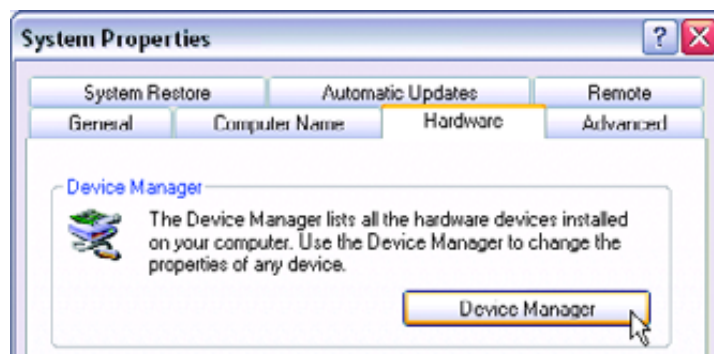 System Properties
System Restore Automatic Updates Remote
General Computer Name Hardware Advanced
Device Manager
The Device Manager lists all the hardware devices installed
on your computer. Use the Device Manager to change the
properties of any device.
Device Manager